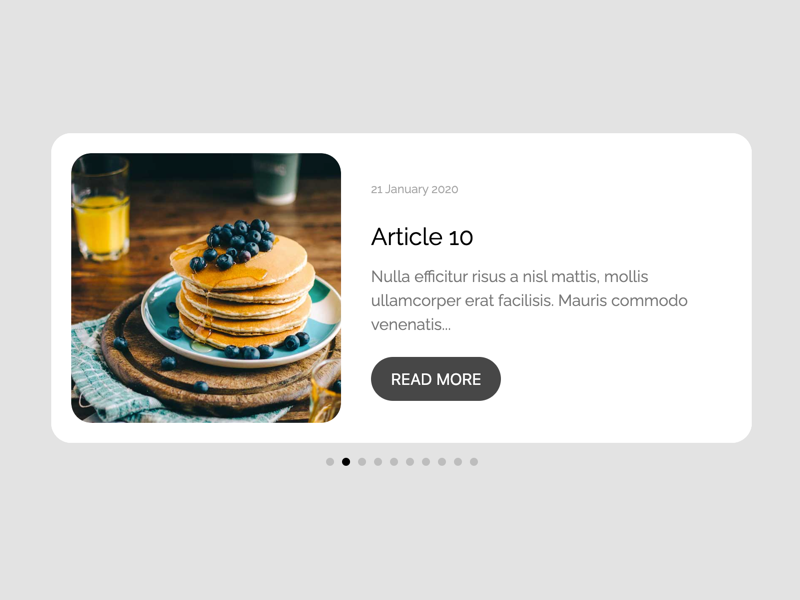 21 January 2020
Article 10
Nulla efficitur risus a nisl mattis, mollis
ullamcorper erat facilisis. Mauris commodo
venenatis...
READ MORE